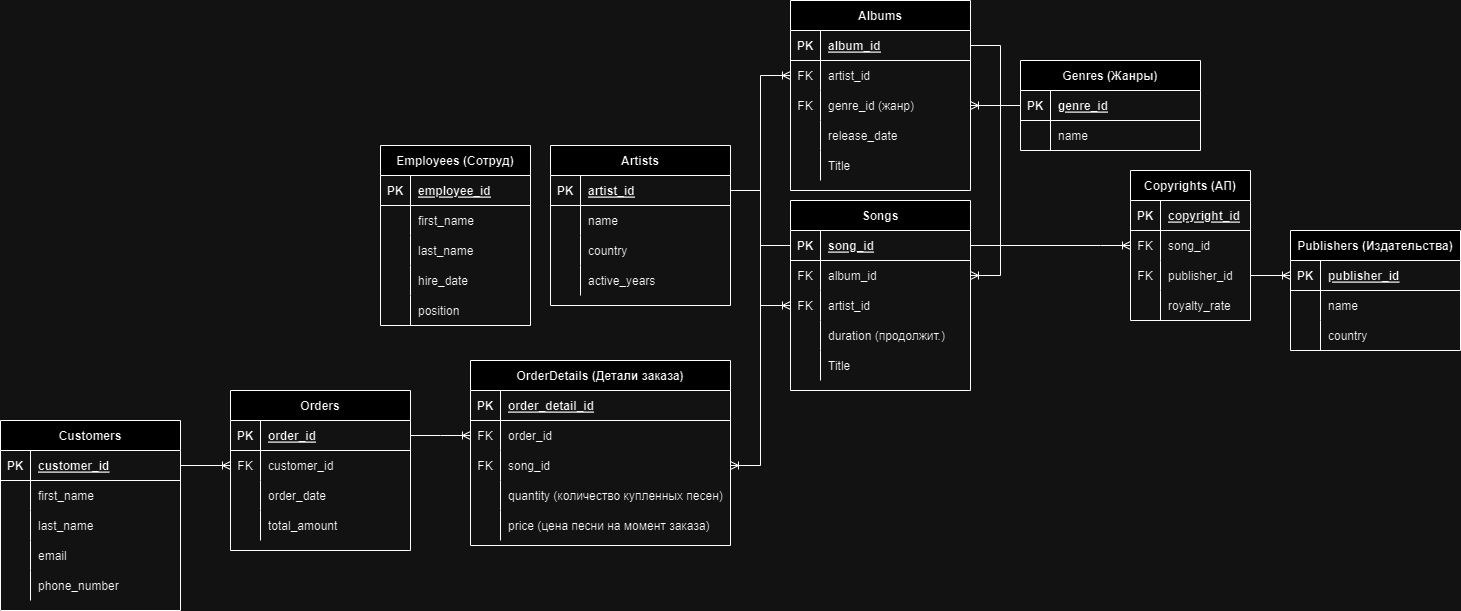 Albums
PK album_id
FK artist_id
FK genre_id (жанр)
release_date
Title
Genres (Жанры)
PK genre_id
name
Employees (Сотруд)
PK employee_id
first_name
last_name
hire_date
position
Artists
PK artist_id
name
country
active_years
Songs
PK song_id
FK album_id
FK artist_id
duration (продолжит.)
Title
Copyrights (АП)
PK copyright_id
FK song_id
FK publisher_id
royalty_rate
Publishers (Издательства)
PK publisher_id
name
country
Customers
PK customer_id
first_name
last_name
email
phone_number
Orders
PK order_id
FK customer_id
order_date
total_amount
OrderDetails (Детали заказа)
PK order_detail_id
FK order_id
FK song_id
quantity (количество купленных песен)
price (цена песни на момент заказа)